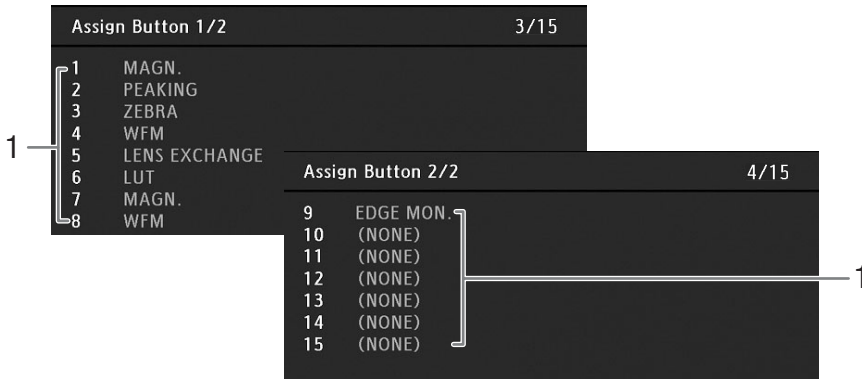 Assign Button 1/2 3/15
1 MAGN.
2 PEAKING
3 ZEBRA
4 WFM
5 LENS EXCHANGE
6 LUT
7 MAGN.
8 WFM
1
Assign Button 2/2 4/15
9 EDGE MON.
10 (NONE)
11 (NONE)
12 (NONE)
13 (NONE)
14 (NONE)
15 (NONE)
1